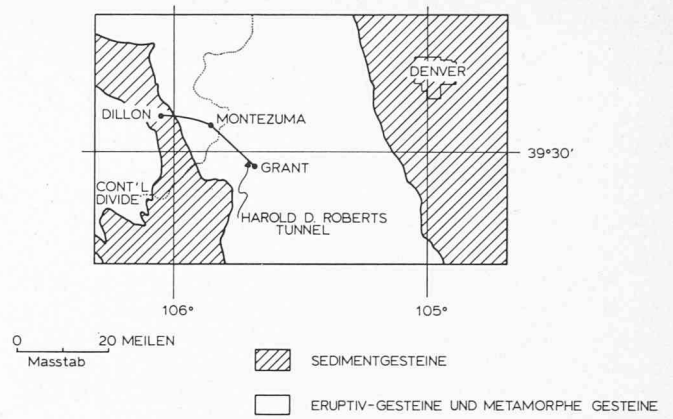 DENVER
DILLON
MONTEZUMA
39°30'
GRANT
CONT'L
DIVIDE
HAROLD D. ROBERTS
TUNNEL
106°
105°
0 20 MEILEN
Masstab
SEDIMENTGESTEINE
ERUPTIV-GESTEINE UND METAMORPHE GESTEINE